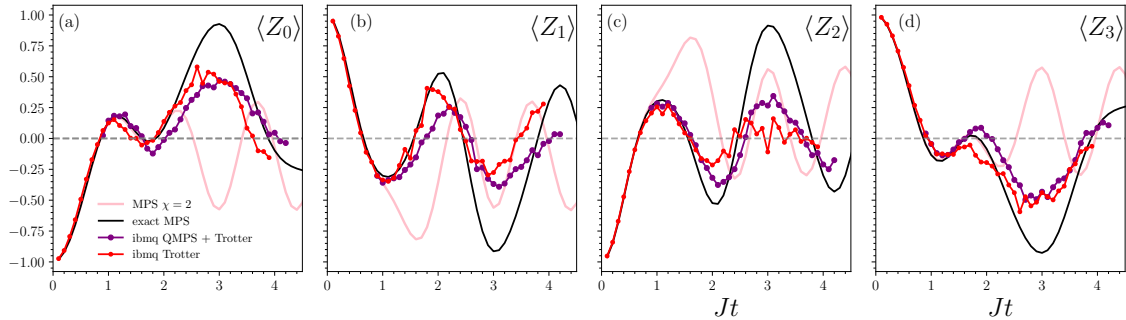 (a)
⟨Z₀⟩
(b)
⟨Z₁⟩
(c)
⟨Z₂⟩
(d)
⟨Z₃⟩
1.00
0.75
0.50
0.25
0.00
−0.25
−0.50
−0.75
−1.00
MPS χ = 2
exact MPS
ibmq QMPS + Trotter
ibmq Trotter
0 1 2 3 4
0 1 2 3 4
0 1 2 3 4
0 1 2 3 4
Jt
Jt